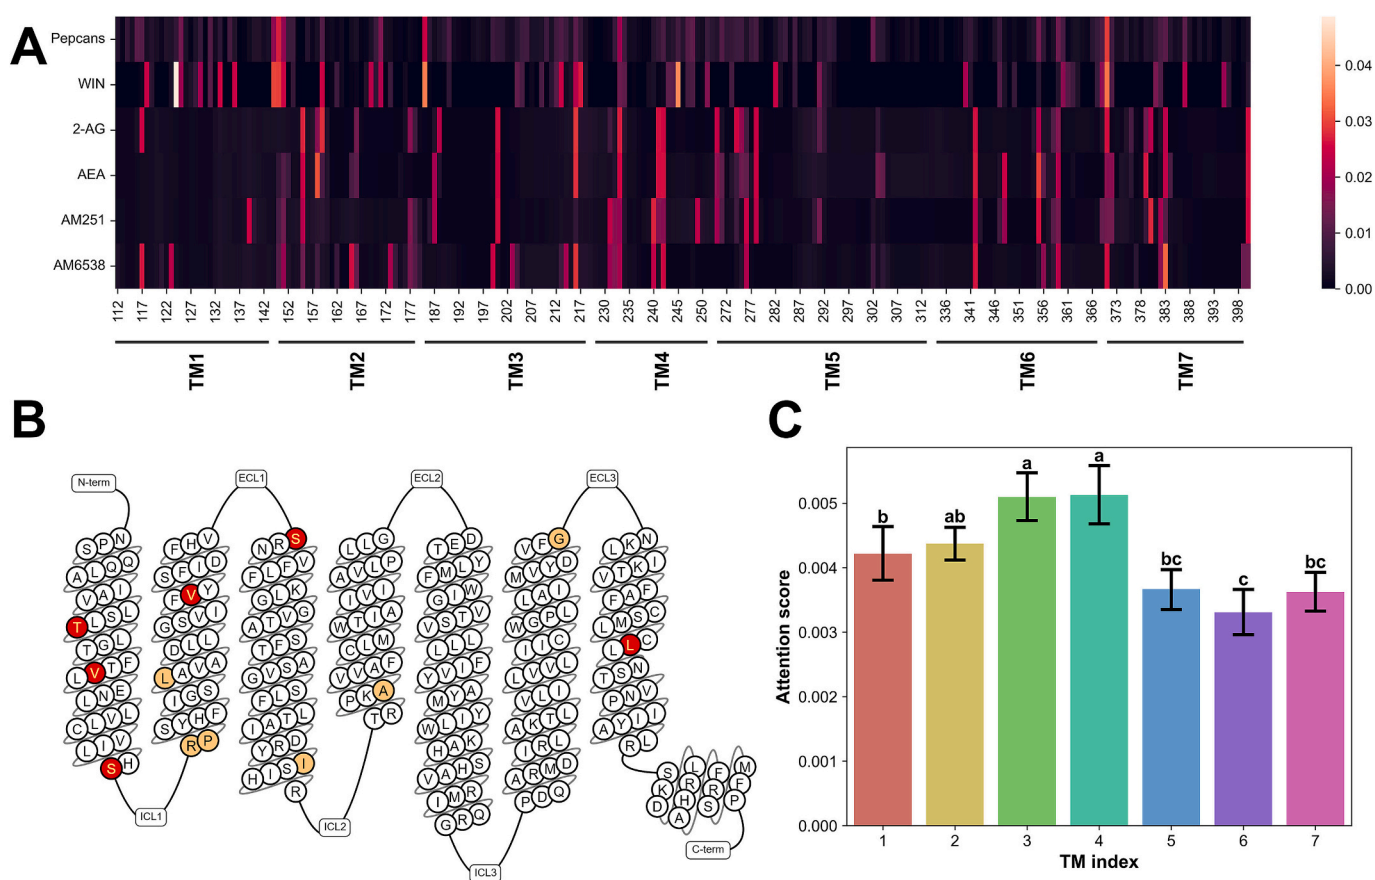 A
Pepcans
WIN
2-AG
AEA
AM251
AM6538
112 117 122 127 132 137 142 152 157 162 167 172 177 187 192 197 202 207 212 217 230 235 240 245 250 272 277 282 287 292 297 302 307 312 336 341 346 351 356 361 366 373 378 383 388 393 398
TM1 TM2 TM3 TM4 TM5 TM6 TM7
0.04
0.03
0.02
0.01
0.00
B
N-term
ECL1
ECL2
ECL3
S P N
A L Q Q
V A I
T L S L
T G L
L V T F
L N E
C L V L
L I V
S H
ICL1
F H V
S F I D
F V Y
G S V I
D L L
L A V A
I G S
S Y H F
R P
N R S
F L F V
G L K
A T V G
T F S
G V S A
F L S
I A T L
Y R D
H I S I
R
ICL2
L L G
A V L P
I V I
W T I A
C L M
V V A F
P K A
T R
T E D
F M L Y
G I W
V S T V
L L L
Y V I F
M Y A
W L I Y
H A K
V A H S
I M R
G R Q
ICL3
V F G
M V Y D
L A I
W G P L
I I C
L V V L
V L I
A K T L
I R L
A R M D
P D Q
L K N
V T K I
F A F
L M S C
L L C
T S N
P N V
A Y I I
R L
S L F M
K R R F
D H S P
A
C-term
C
Attention score
0.005
0.004
0.003
0.002
0.001
0.000
b
ab
a
a
bc
c
bc
1 2 3 4 5 6 7
TM index